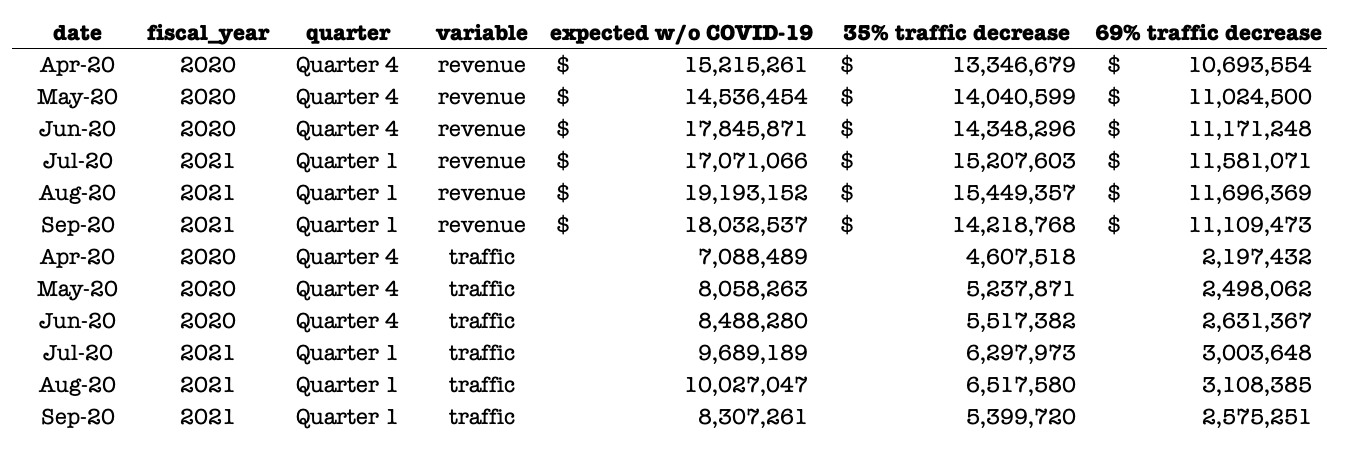 date fiscal_year quarter variable expected w/o COVID-19 35% traffic decrease 69% traffic decrease
Apr-20 2020 Quarter 4 revenue $ 15,215,261 $ 13,346,679 $ 10,693,554
May-20 2020 Quarter 4 revenue $ 14,536,454 $ 14,040,599 $ 11,024,500
Jun-20 2020 Quarter 4 revenue $ 17,845,871 $ 14,348,296 $ 11,171,248
Jul-20 2021 Quarter 1 revenue $ 17,071,066 $ 15,207,603 $ 11,581,071
Aug-20 2021 Quarter 1 revenue $ 19,193,152 $ 15,449,357 $ 11,696,369
Sep-20 2021 Quarter 1 revenue $ 18,032,537 $ 14,218,768 $ 11,109,473
Apr-20 2020 Quarter 4 traffic 7,088,489 4,607,518 2,197,432
May-20 2020 Quarter 4 traffic 8,058,263 5,237,871 2,498,062
Jun-20 2020 Quarter 4 traffic 8,488,280 5,517,382 2,631,367
Jul-20 2021 Quarter 1 traffic 9,689,189 6,297,973 3,003,648
Aug-20 2021 Quarter 1 traffic 10,027,047 6,517,580 3,108,385
Sep-20 2021 Quarter 1 traffic 8,307,261 5,399,720 2,575,251